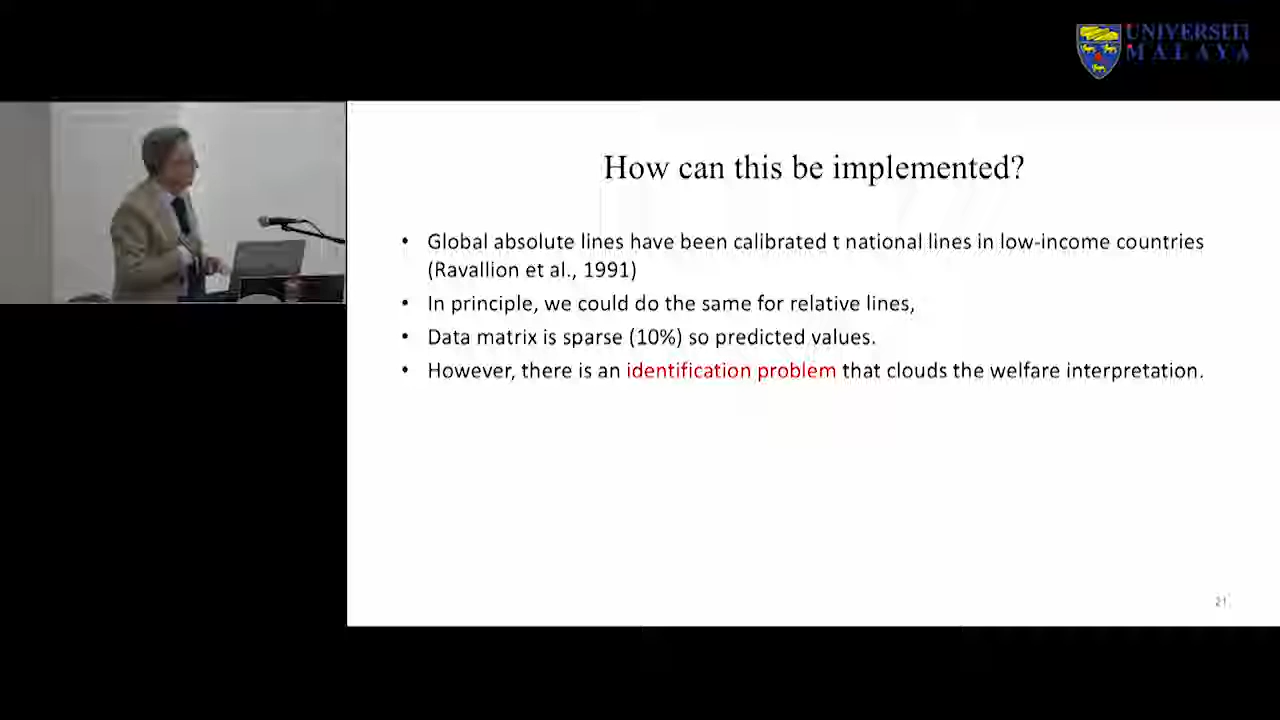 UNIVERSITI
MALAYA
How can this be implemented?
• Global absolute lines have been calibrated t national lines in low-income countries
(Ravallion et al., 1991)
• In principle, we could do the same for relative lines,
• Data matrix is sparse (10%) so predicted values.
• However, there is an identification problem that clouds the welfare interpretation.
21